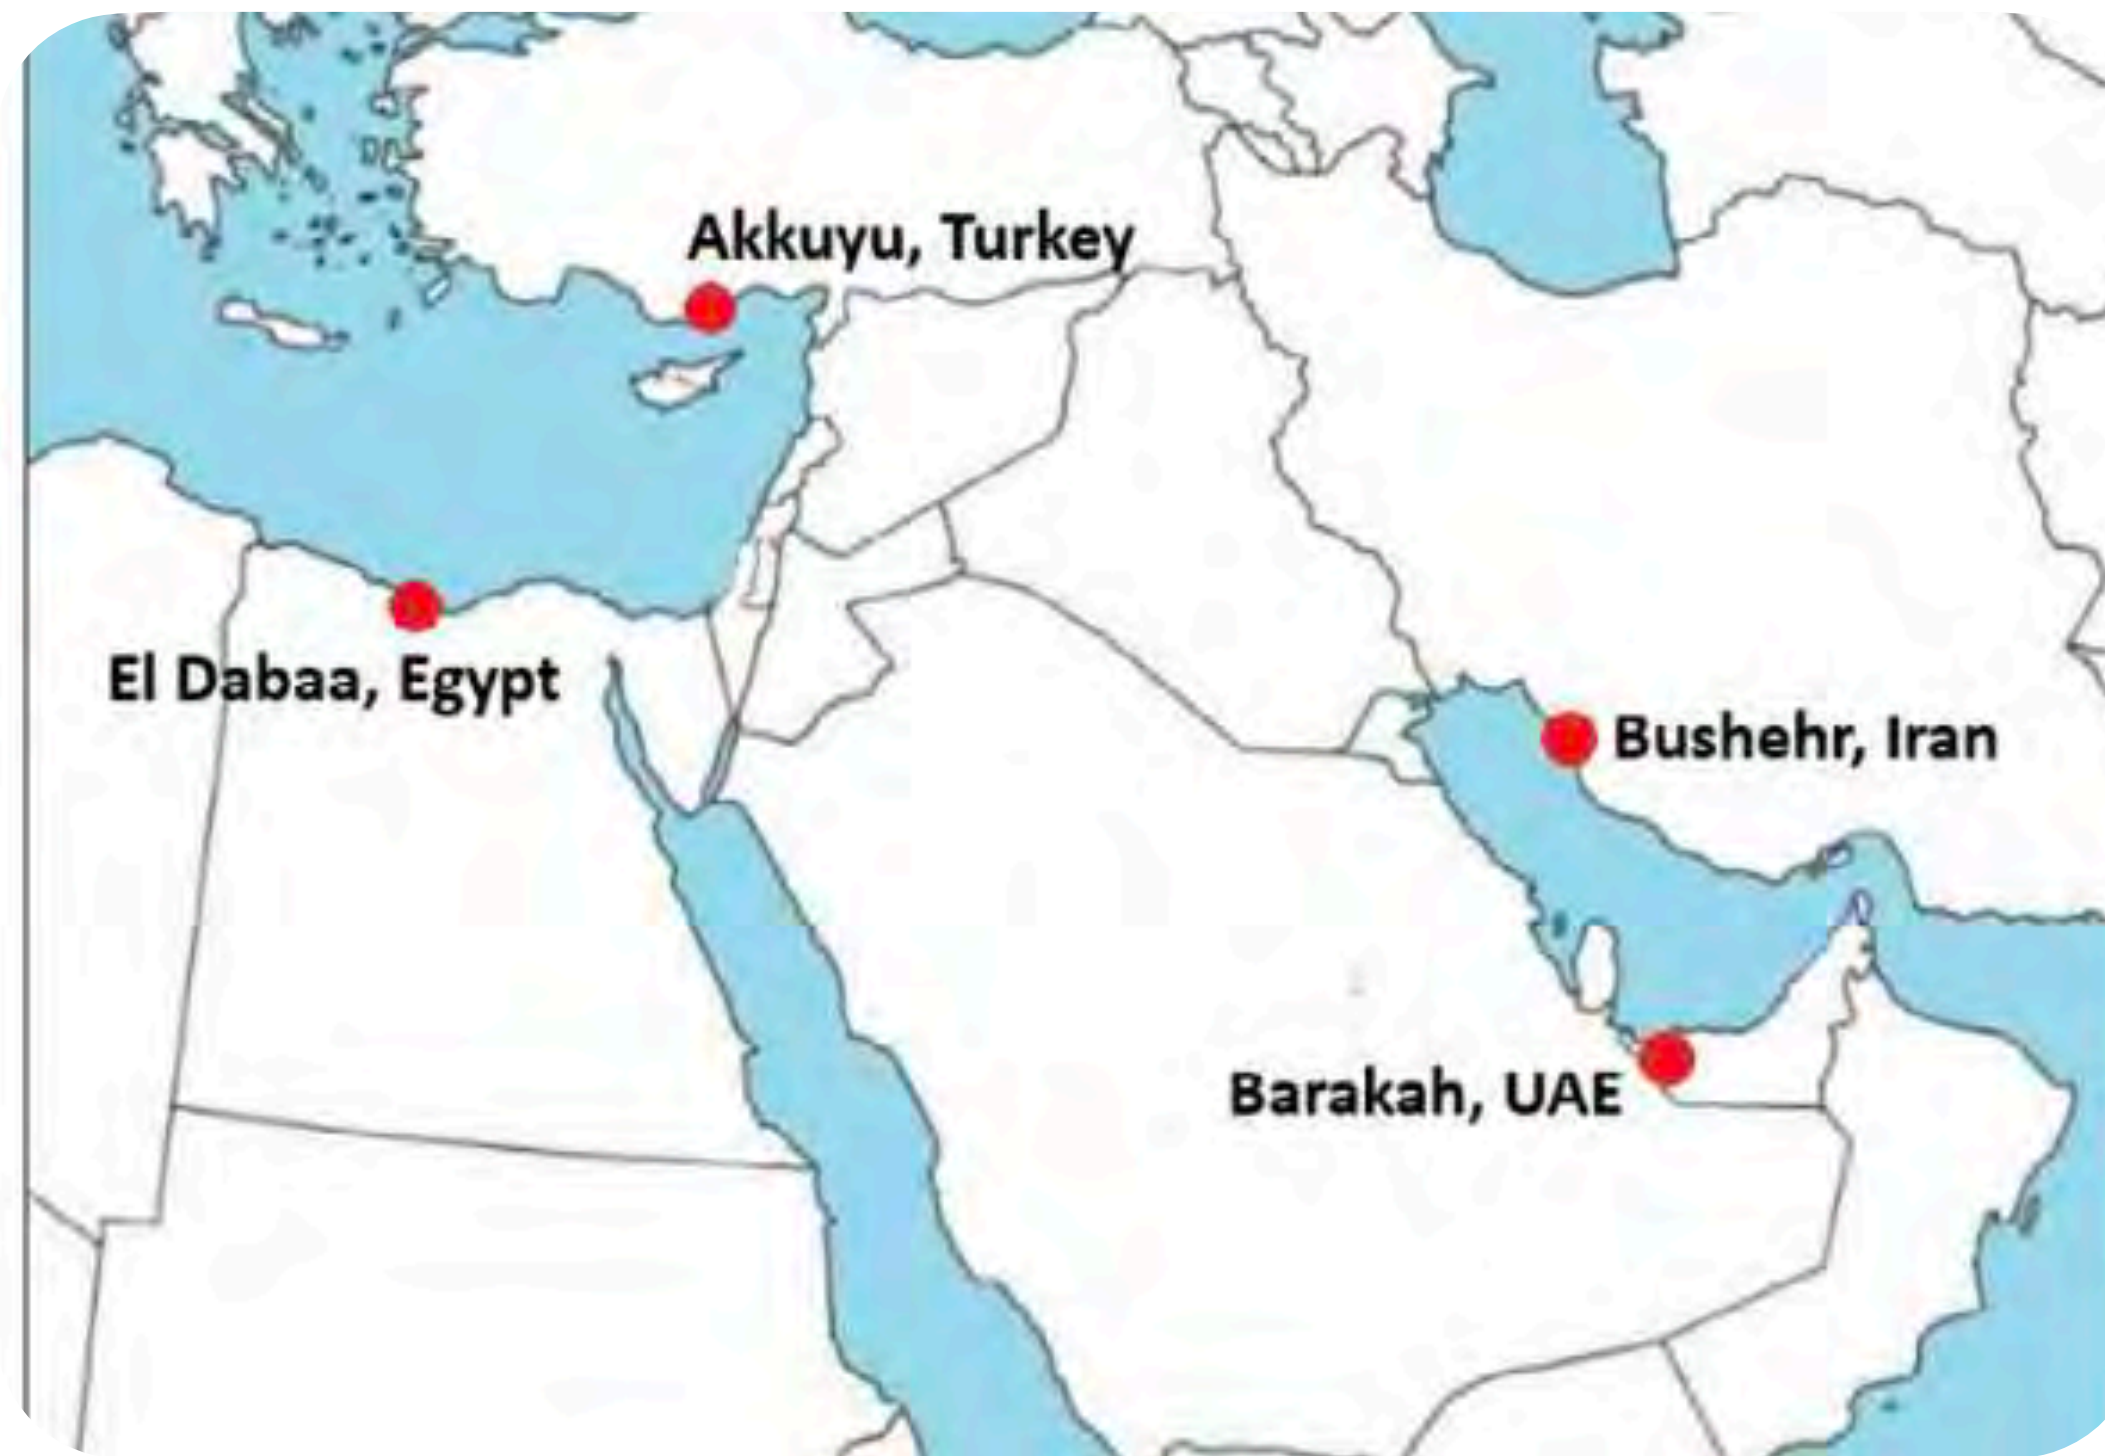 Akkuyu, Turkey
El Dabaa, Egypt
Bushehr, Iran
Barakah, UAE